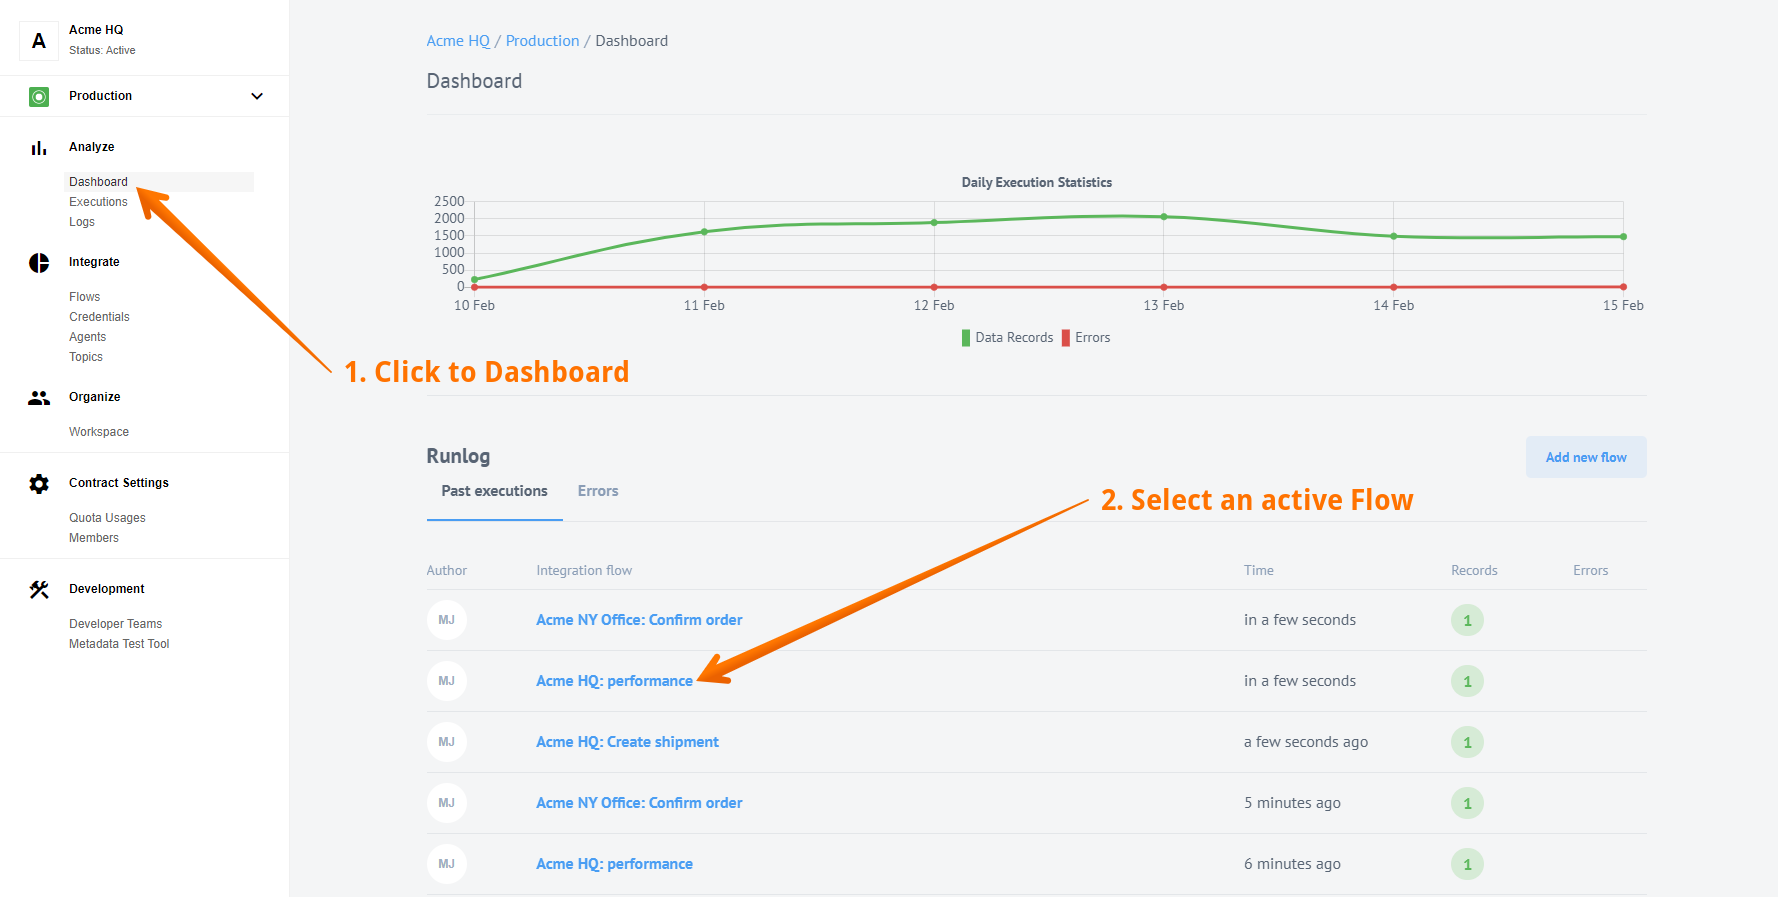 A
Acme HQ
Status: Active
Production
Analyze
Dashboard
Executions
Logs
Integrate
Flows
Credentials
Agents
Topics
Organize
Workspace
Contract Settings
Quota Usages
Members
Development
Developer Teams
Metadata Test Tool
Acme HQ / Production / Dashboard
Dashboard
Daily Execution Statistics
2500
2000
1500
1000
500
0
10 Feb 11 Feb 12 Feb 13 Feb 14 Feb 15 Feb
Data Records Errors
1. Click to Dashboard
Runlog
Add new flow
Past executions Errors
2. Select an active Flow
Author Integration flow Time Records Errors
MJ Acme NY Office: Confirm order in a few seconds 1
MJ Acme HQ: performance in a few seconds 1
MJ Acme HQ: Create shipment a few seconds ago 1
MJ Acme NY Office: Confirm order 5 minutes ago 1
MJ Acme HQ: performance 6 minutes ago 1